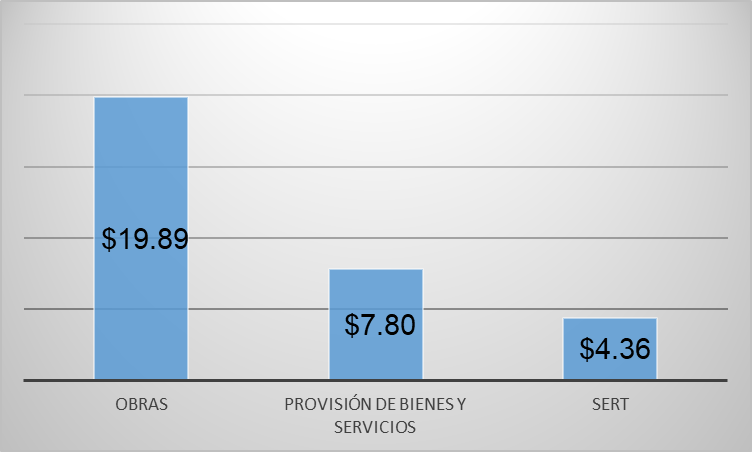 $19.89
$7.80
$4.36
OBRAS
PROVISIÓN DE BIENES Y
SERVICIOS
SERT